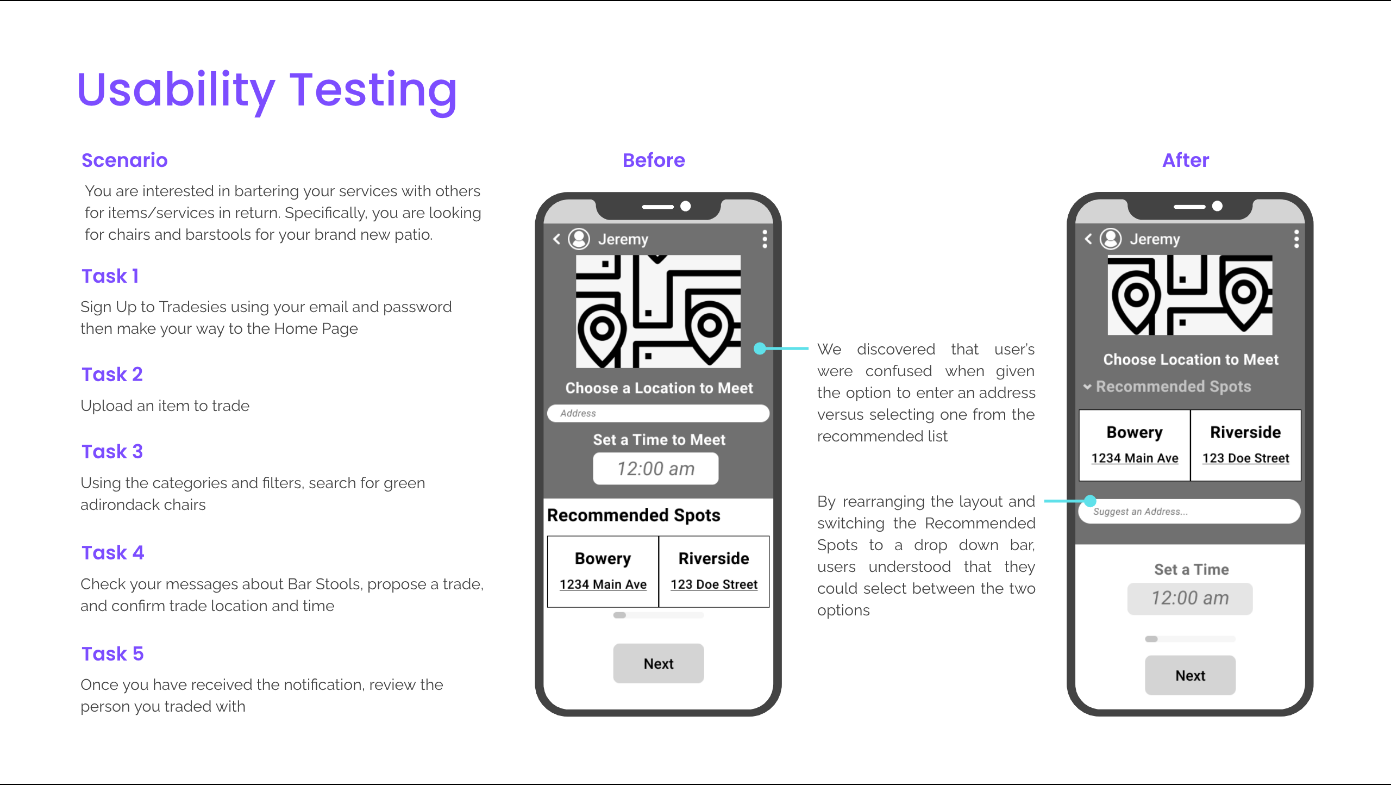 Usability Testing
Scenario
You are interested in bartering your services with others
for items/services in return. Specifically, you are looking
for chairs and barstools for your brand new patio.
Task 1
Sign Up to Tradesies using your email and password
then make your way to the Home Page
Task 2
Upload an item to trade
Task 3
Using the categories and filters, search for green
adirondack chairs
Task 4
Check your messages about Bar Stools, propose a trade,
and confirm trade location and time
Task 5
Once you have received the notification, review the
person you traded with
Before
Jeremy
Choose a Location to Meet
Address
Set a Time to Meet
12:00 am
Recommended Spots
Bowery
1234 Main Ave
Riverside
123 Doe Street
Next
We discovered that user's
were confused when given
the option to enter an address
versus selecting one from the
recommended list
By rearranging the layout and
switching the Recommended
Spots to a drop down bar,
users understood that they
could select between the two
options
After
Jeremy
Choose Location to Meet
Recommended Spots
Bowery
1234 Main Ave
Riverside
123 Doe Street
Suggest an Address...
Set a Time
12:00 am
Next